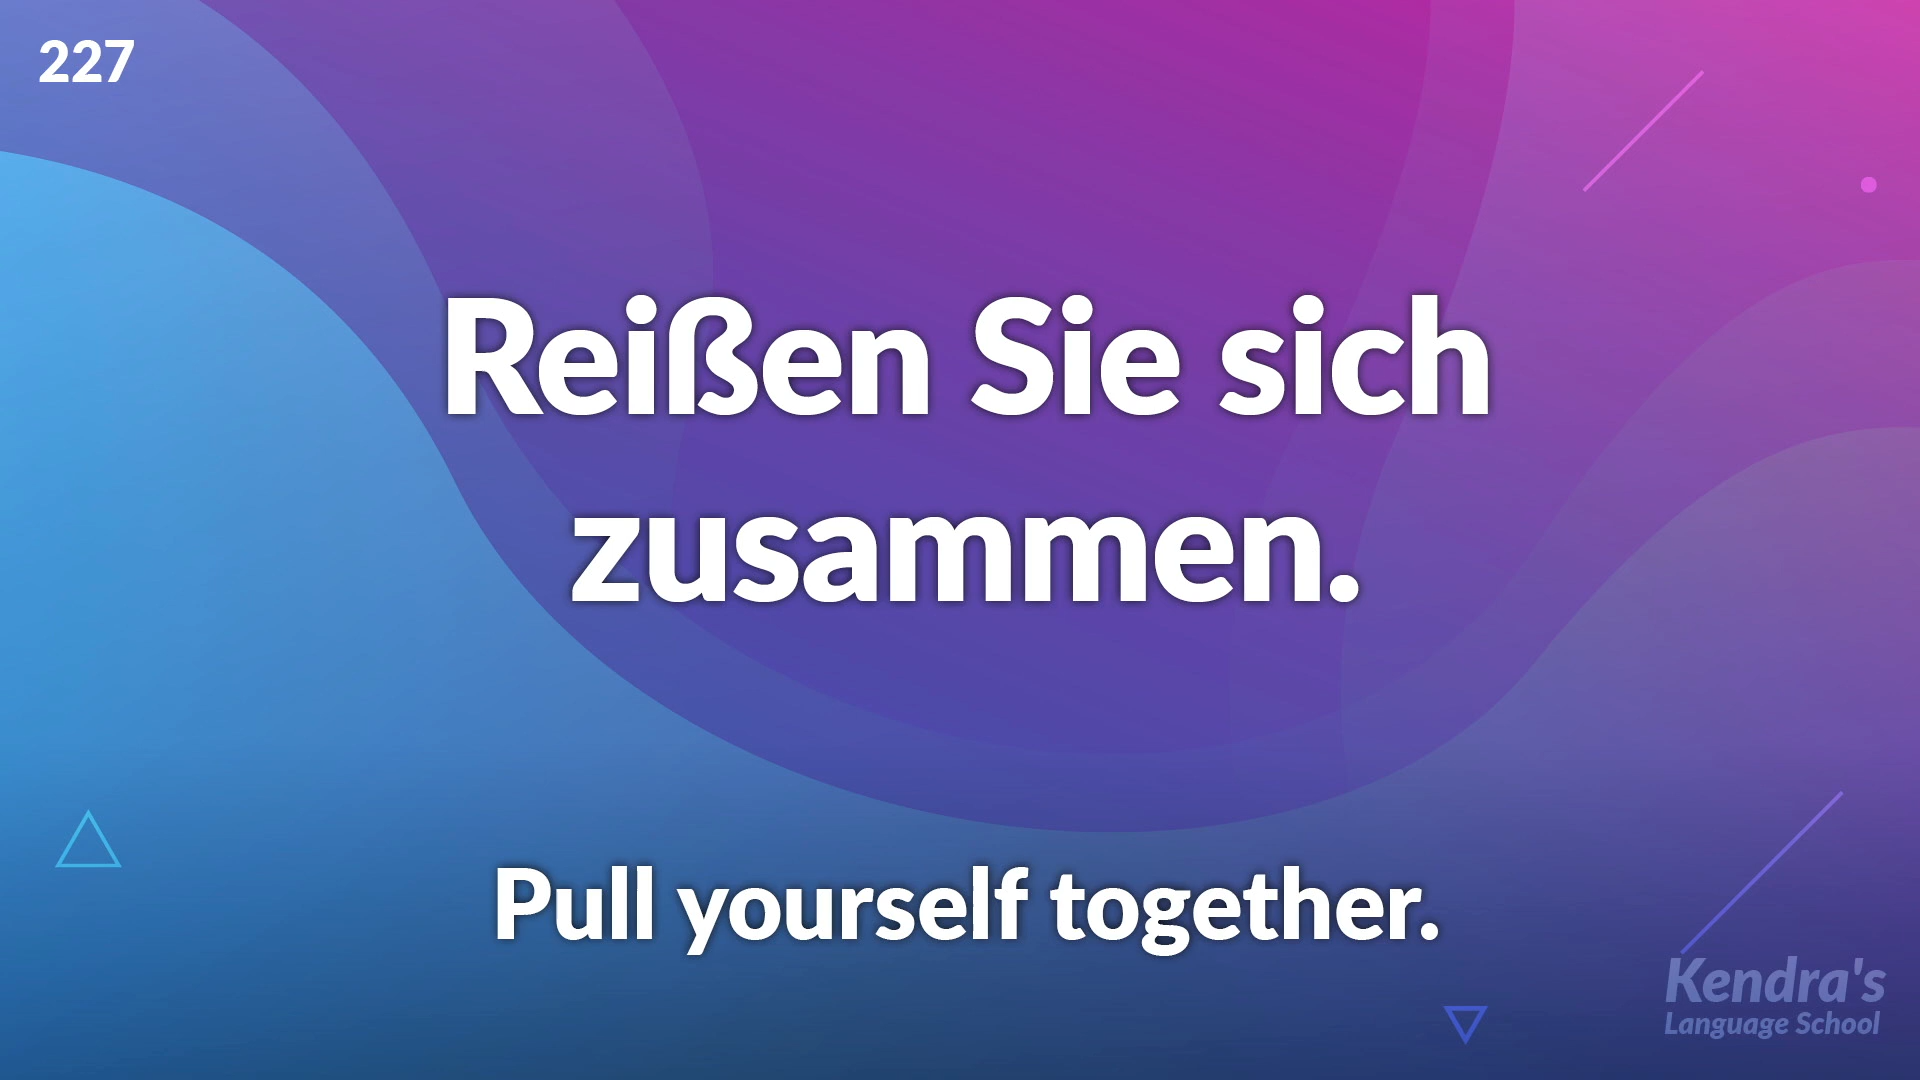 227
Reißen Sie sich
zusammen.
Pull yourself together.
Kendra's
Language School